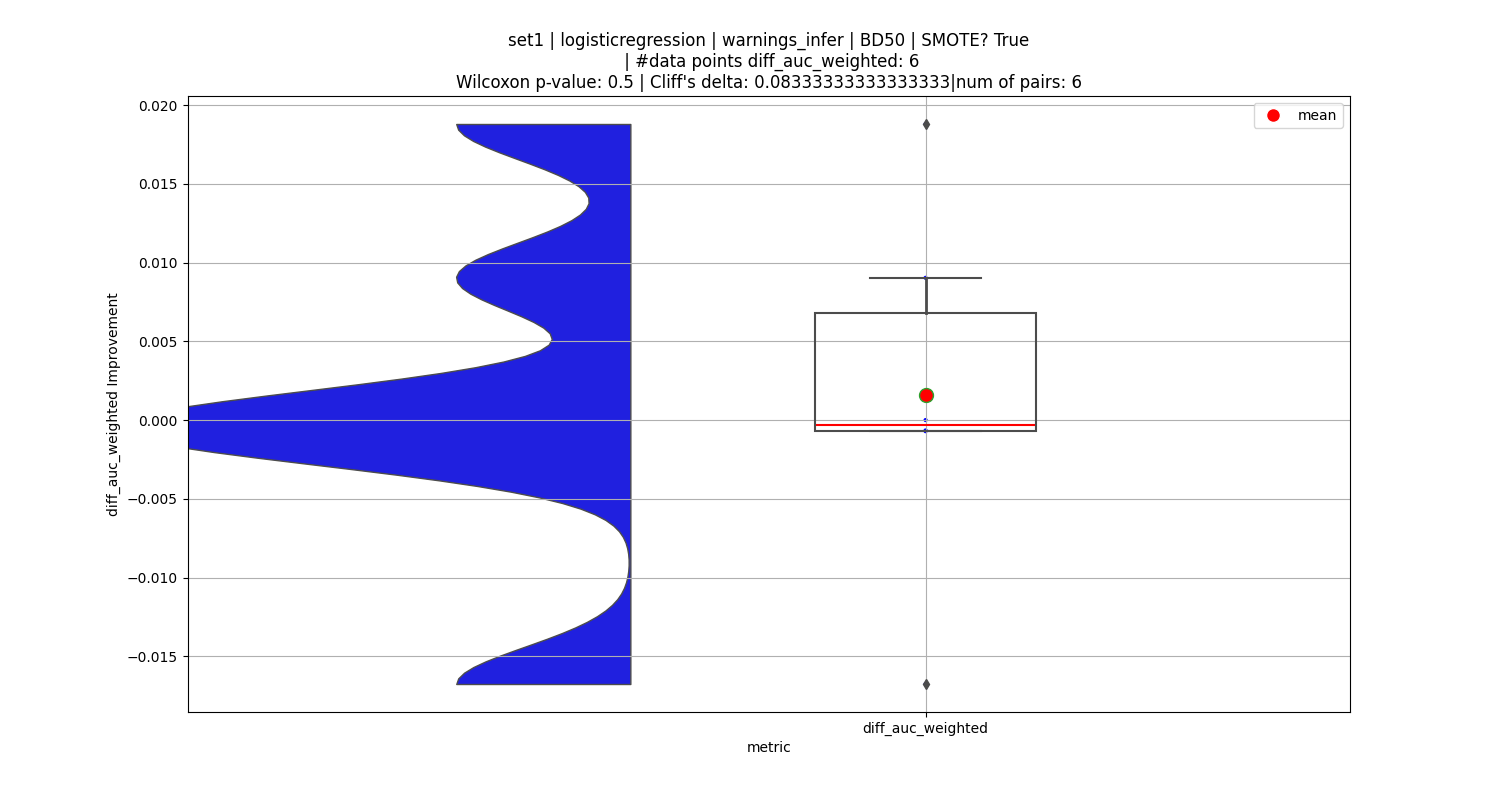 set1 | logisticregression | warnings_infer | BD50 | SMOTE? True
| #data points diff_auc_weighted: 6
Wilcoxon p-value: 0.5 | Cliff's delta: 0.08333333333333333|num of pairs: 6
mean
0.020
0.015
0.010
0.005
0.000
−0.005
−0.010
−0.015
diff_auc_weighted Improvement
diff_auc_weighted
metric